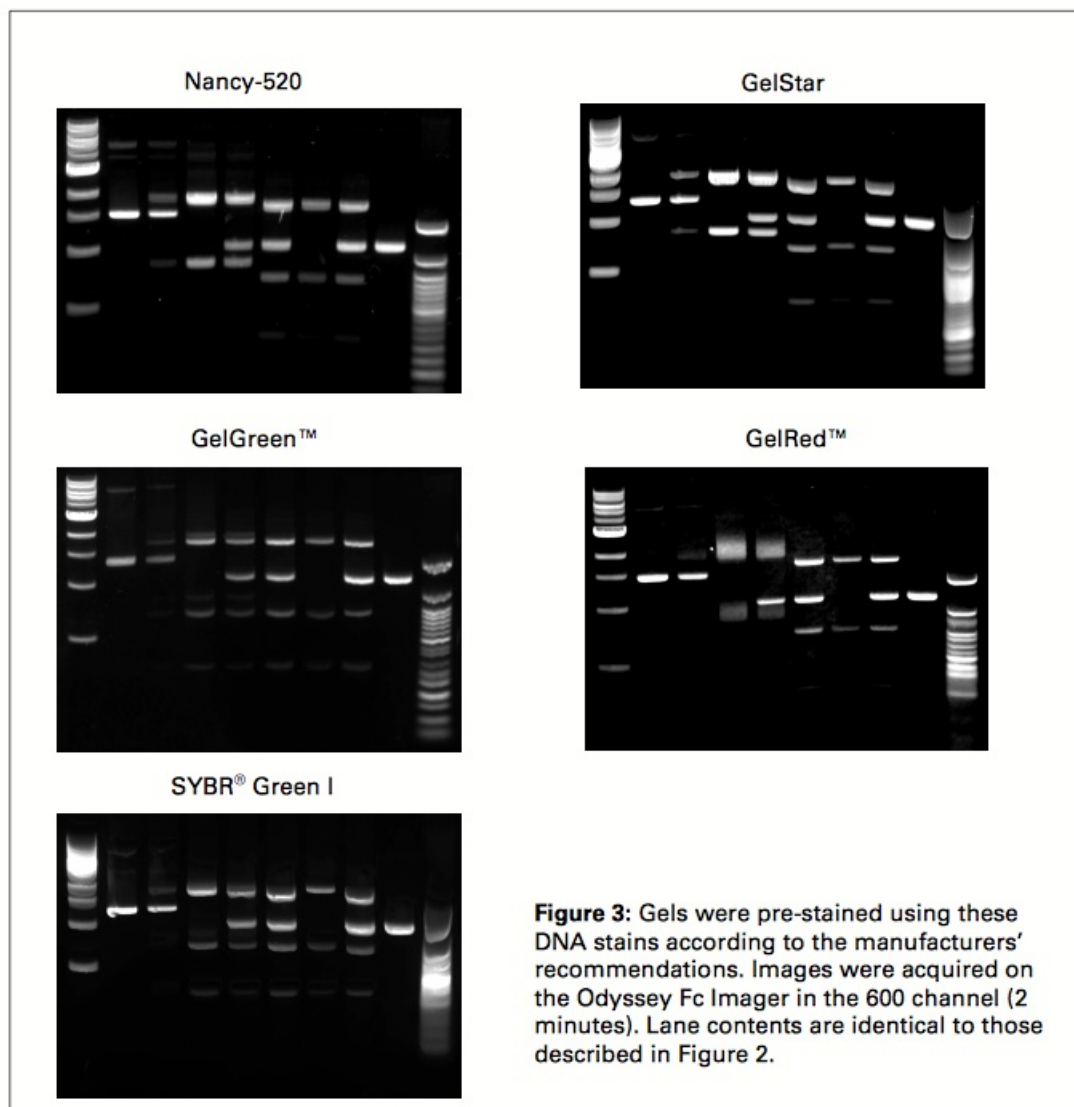 Nancy-520
GelStar
GelGreen™
GelRed™
SYBR® Green I
Figure 3: Gels were pre-stained using these
DNA stains according to the manufacturers’
recommendations. Images were acquired on
the Odyssey Fc Imager in the 600 channel (2
minutes). Lane contents are identical to those
described in Figure 2.